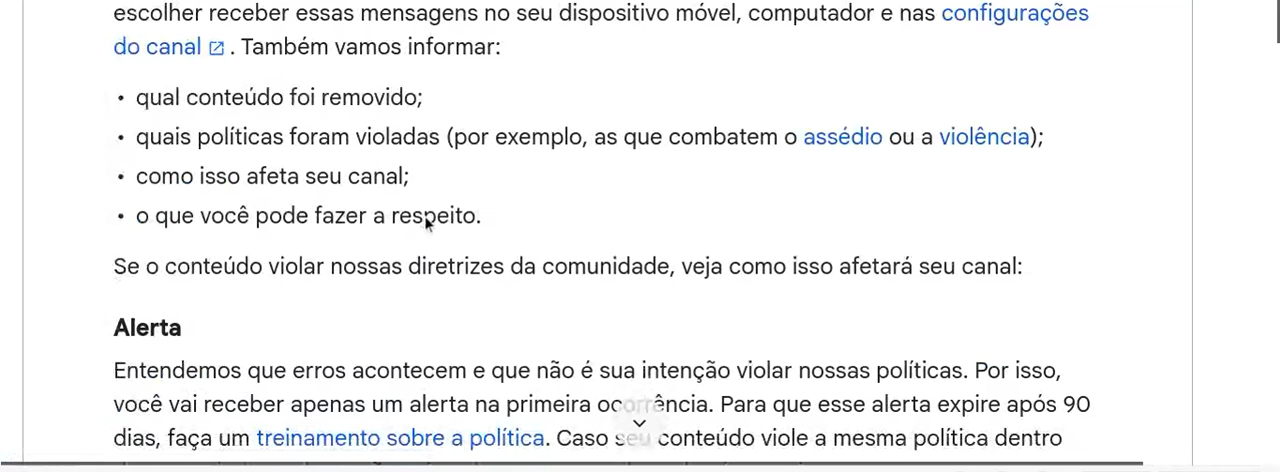 escolher receber essas mensagens no seu dispositivo móvel, computador e nas configurações
do canal . Também vamos informar:
• qual conteúdo foi removido;
• quais políticas foram violadas (por exemplo, as que combatem o assédio ou a violência);
• como isso afeta seu canal;
• o que você pode fazer a respeito.
Se o conteúdo violar nossas diretrizes da comunidade, veja como isso afetará seu canal:
Alerta
Entendemos que erros acontecem e que não é sua intenção violar nossas políticas. Por isso,
você vai receber apenas um alerta na primeira ocorrência. Para que esse alerta expire após 90
dias, faça um treinamento sobre a política. Caso seu conteúdo viole a mesma política dentro